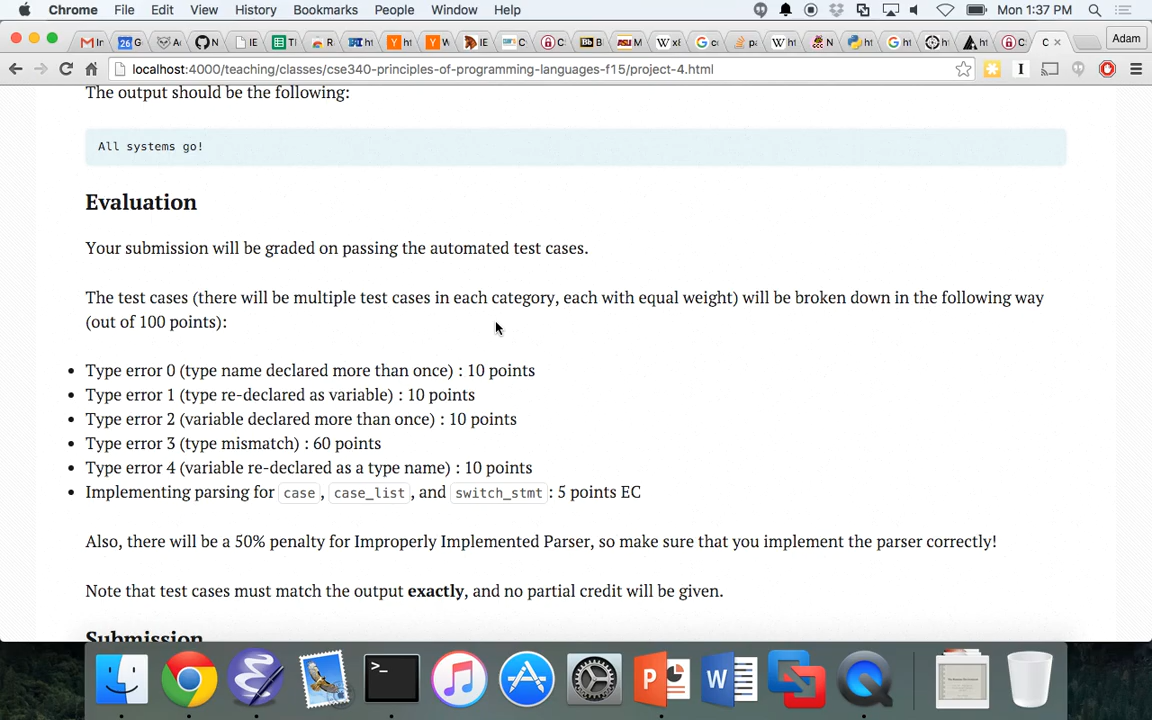 Chrome File Edit View History Bookmarks People Window Help Mon 1:37 PM
Adam
localhost:4000/teaching/classes/cse340-principles-of-programming-languages-f15/project-4.html
The output should be the following:
All systems go!
Evaluation
Your submission will be graded on passing the automated test cases.
The test cases (there will be multiple test cases in each category, each with equal weight) will be broken down in the following way
(out of 100 points):
Type error 0 (type name declared more than once) : 10 points
Type error 1 (type re-declared as variable) : 10 points
Type error 2 (variable declared more than once) : 10 points
Type error 3 (type mismatch) : 60 points
Type error 4 (variable re-declared as a type name) : 10 points
Implementing parsing for case, case_list, and switch_stmt: 5 points EC
Also, there will be a 50% penalty for Improperly Implemented Parser, so make sure that you implement the parser correctly!
Note that test cases must match the output exactly, and no partial credit will be given.
Submission